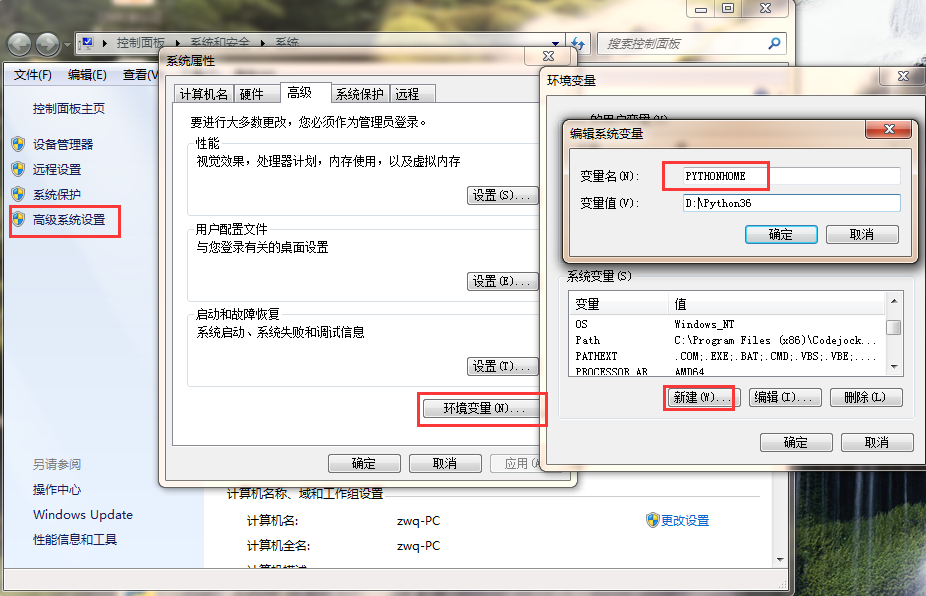 控制面板 ▸ 系统和安全 ▸ 系统
搜索控制面板
文件(F) 编辑(E) 查看(V
控制面板主页
设备管理器
远程设置
系统保护
高级系统设置
另请参阅
操作中心
Windows Update
性能信息和工具
系统属性
计算机名 硬件 高级 系统保护 远程
要进行大多数更改，您必须作为管理员登录。
性能
视觉效果，处理器计划，内存使用，以及虚拟内存
设置(S)...
用户配置文件
与您登录有关的桌面设置
设置(E)...
启动和故障恢复
系统启动、系统失败和调试信息
设置(T)...
环境变量(N)...
确定 取消 应用(A
计算机名称、域和工作组设置
计算机名: zwq-PC
更改设置
计算机全名: zwq-PC
计算机描述:
环境变量
的用户变量(U)
编辑系统变量
变量名(N): PYTHONHOME
变量值(V): D:\Python36
确定 取消
系统变量(S)
变量 值
OS Windows_NT
Path C:\Program Files (x86)\Codejock...
PATHEXT .COM;.EXE;.BAT;.CMD;.VBS;.VBE;....
PROCESSOR_AR AMD64
新建(W)... 编辑(I)... 删除(L)
确定 取消